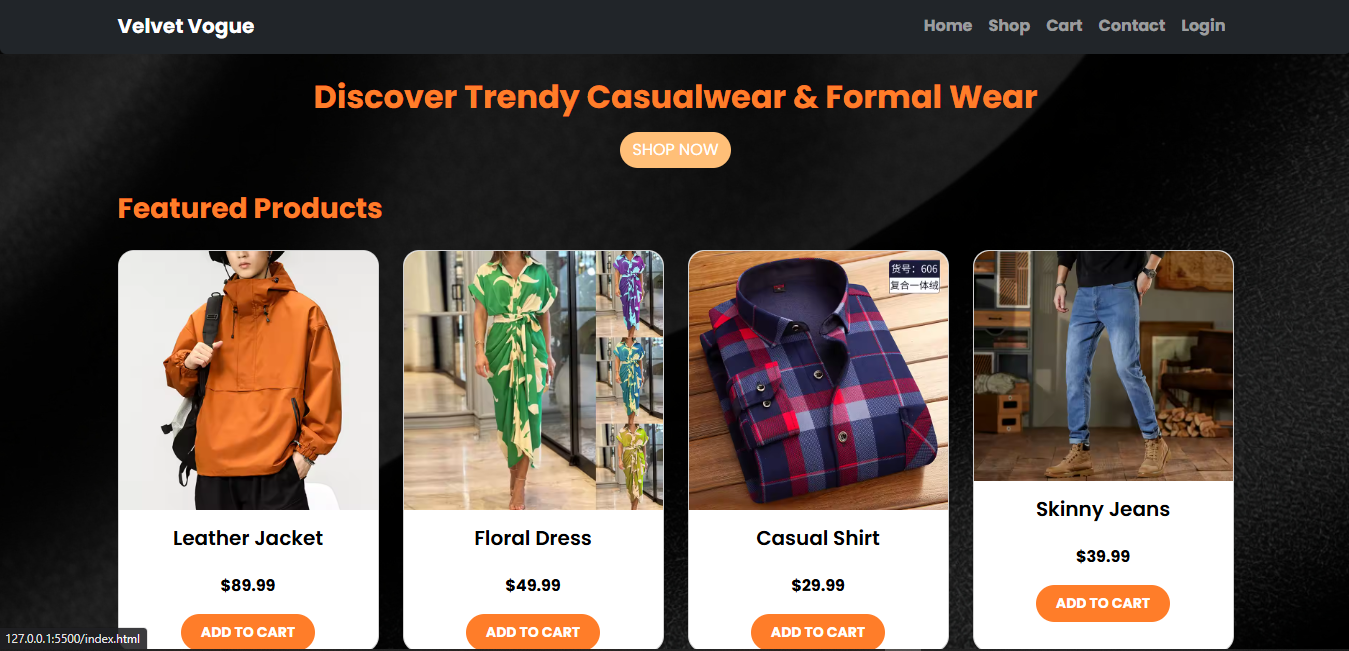 Velvet Vogue
Home Shop Cart Contact Login
Discover Trendy Casualwear & Formal Wear
SHOP NOW
Featured Products
货号：606
复合一体绒
Leather Jacket
Floral Dress
Casual Shirt
Skinny Jeans
$89.99
$49.99
$29.99
$39.99
ADD TO CART
ADD TO CART
ADD TO CART
ADD TO CART
127.0.0.1:5500/index.html